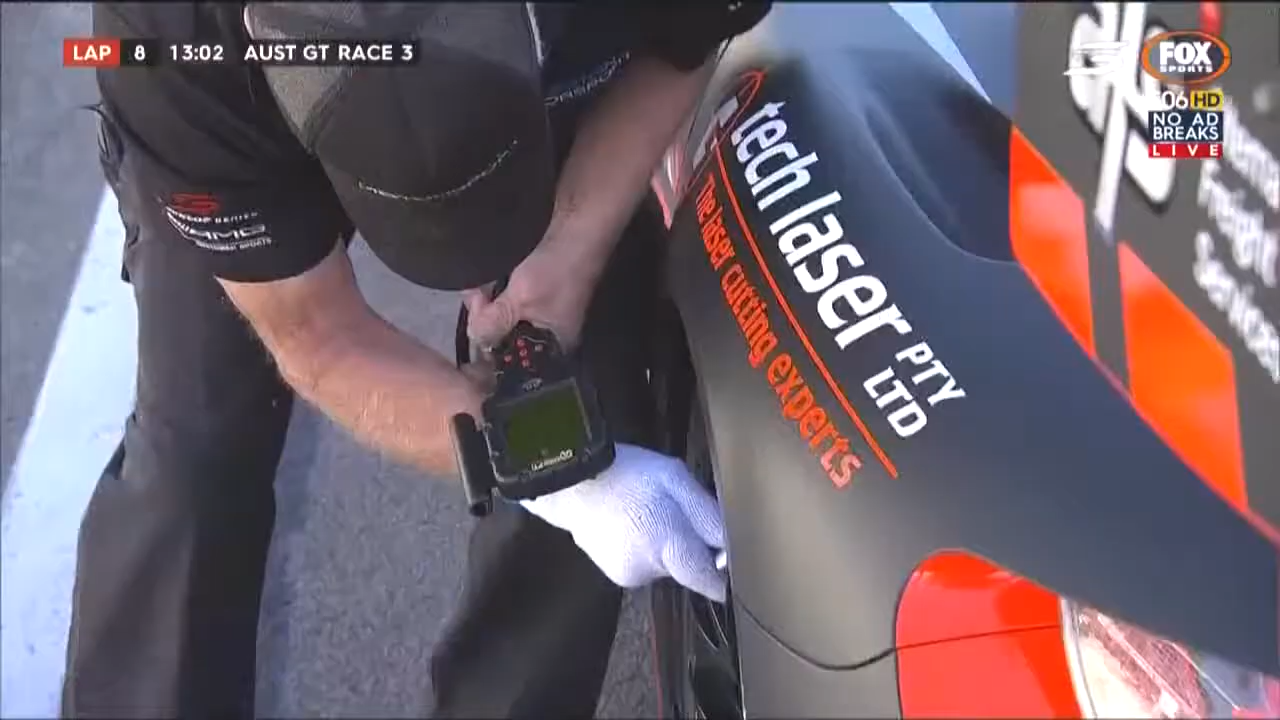 LAP 8 13:02 AUST GT RACE 3
FOX
SPORTS
506 HD
NO AD
BREAKS
LIVE
tech laser PTY
LTD
The laser cutting experts
Freight
Services
AMG